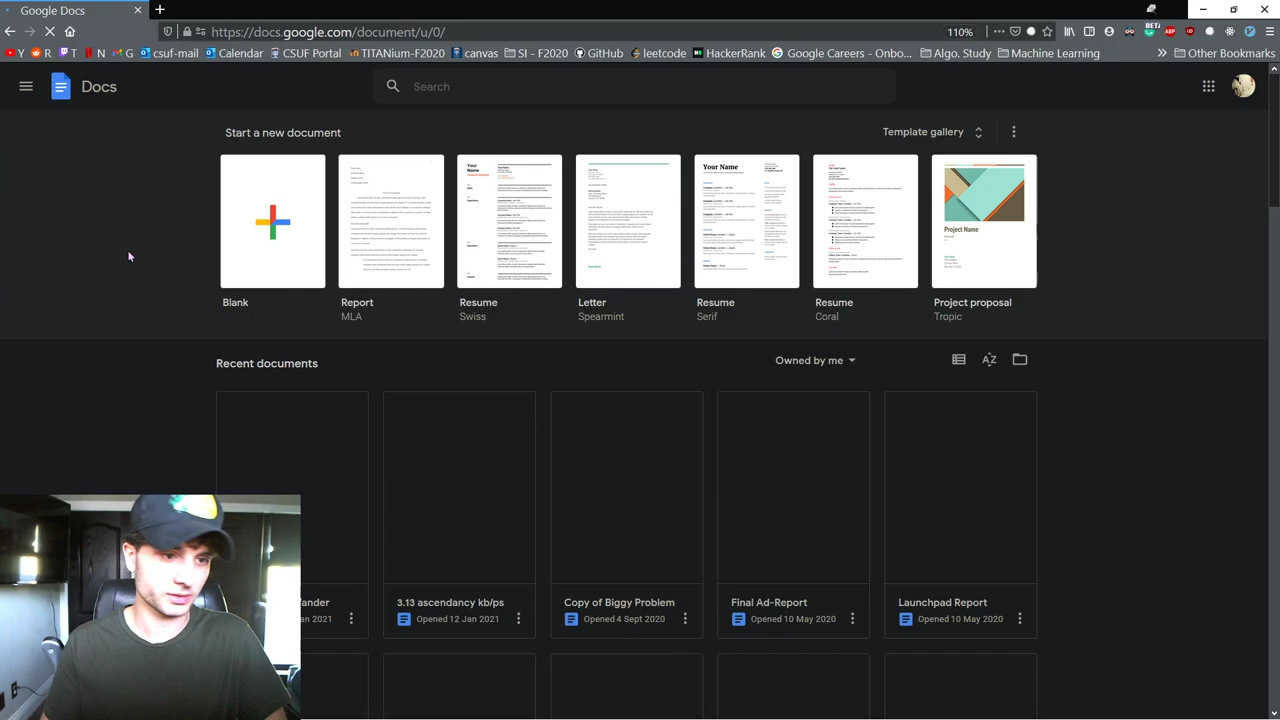 Google Docs
https://docs.google.com/document/u/0/
110%
BETA
Y R T N G csuf-mail Calendar CSUF Portal TITANium-F2020 canvas SI - F2020 GitHub leetcode HackerRank Google Careers - Onbo... Algo. Study Machine Learning Other Bookmarks
Docs
Search
Start a new document
Template gallery
Your Name
Your Name
Project Name
Blank
Report
MLA
Resume
Swiss
Letter
Spearmint
Resume
Serif
Resume
Coral
Project proposal
Tropic
Recent documents
Owned by me
AZ
3.13 ascendancy kb/ps
Copy of Biggy Problem
Final Ad-Report
Launchpad Report
2021
Opened 12 Jan 2021
Opened 4 Sept 2020
Opened 10 May 2020
Opened 10 May 2020